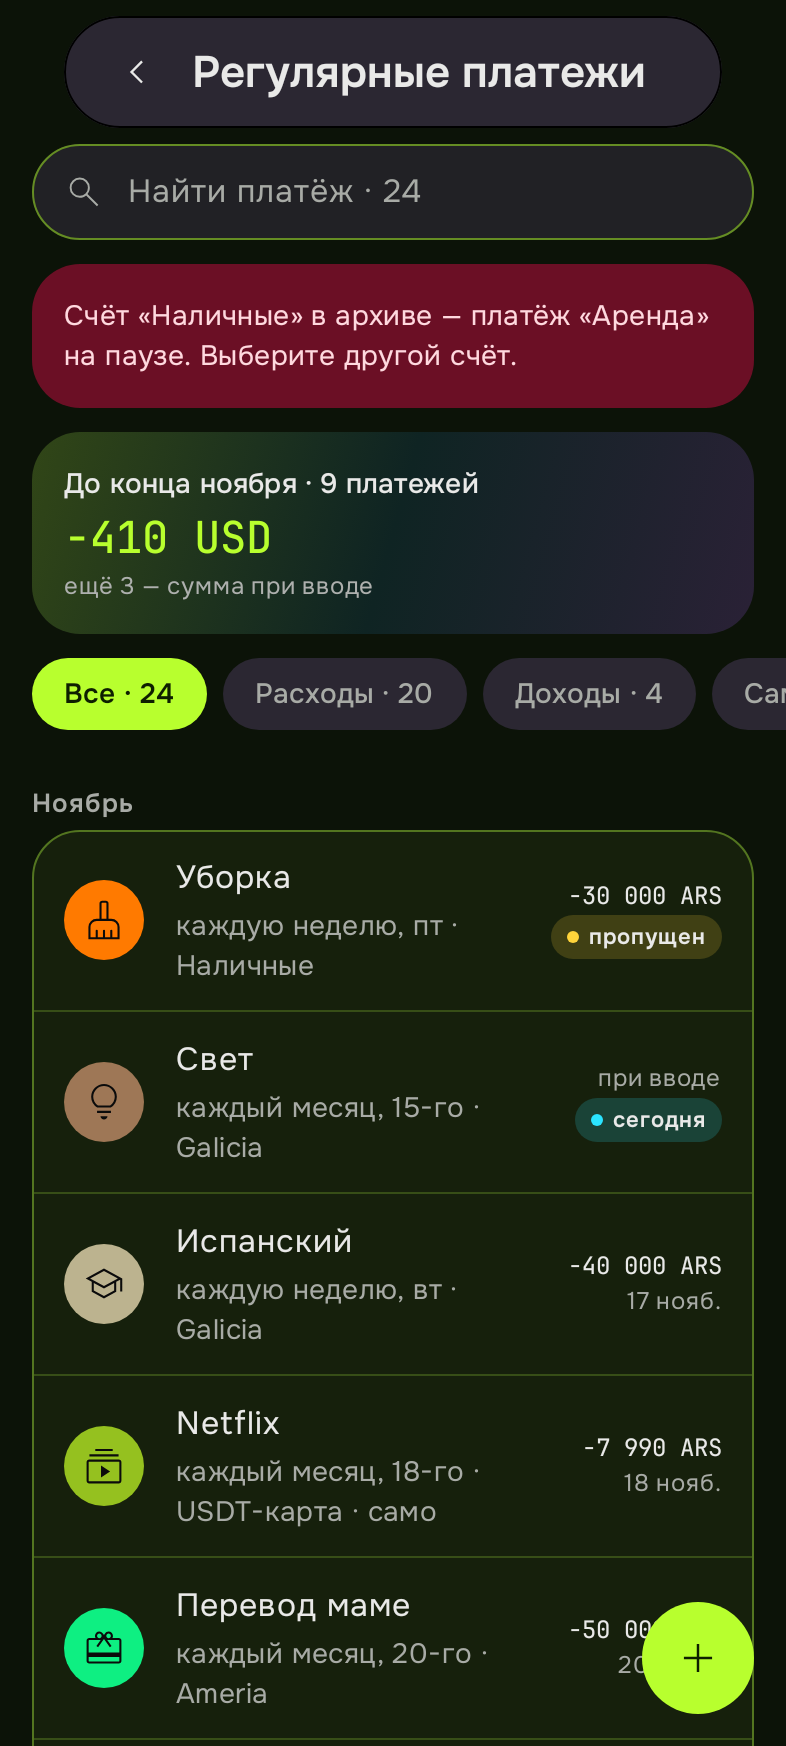 Регулярные платежи
Найти платёж · 24
Счёт «Наличные» в архиве — платёж «Аренда»
на паузе. Выберите другой счёт.
До конца ноября · 9 платежей
-410 USD
ещё 3 — сумма при вводе
Все · 24
Расходы · 20
Доходы · 4
Ноябрь
Уборка
каждую неделю, пт ·
Наличные
-30 000 ARS
пропущен
Свет
каждый месяц, 15-го ·
Galicia
при вводе
сегодня
Испанский
каждую неделю, вт ·
Galicia
-40 000 ARS
17 нояб.
Netflix
каждый месяц, 18-го ·
USDT-карта · само
-7 990 ARS
18 нояб.
Перевод маме
каждый месяц, 20-го ·
Ameria
-50 00
20